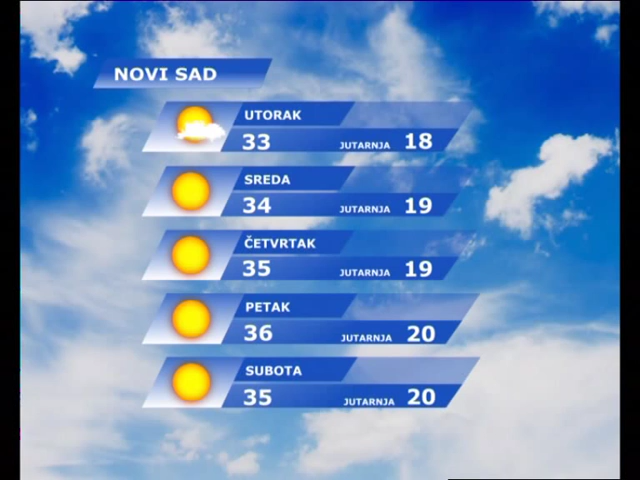 NOVI SAD
UTORAK
33 JUTARNJA 18
SREDA
34 JUTARNJA 19
ČETVRTAK
35 JUTARNJA 19
PETAK
36 JUTARNJA 20
SUBOTA
35 JUTARNJA 20